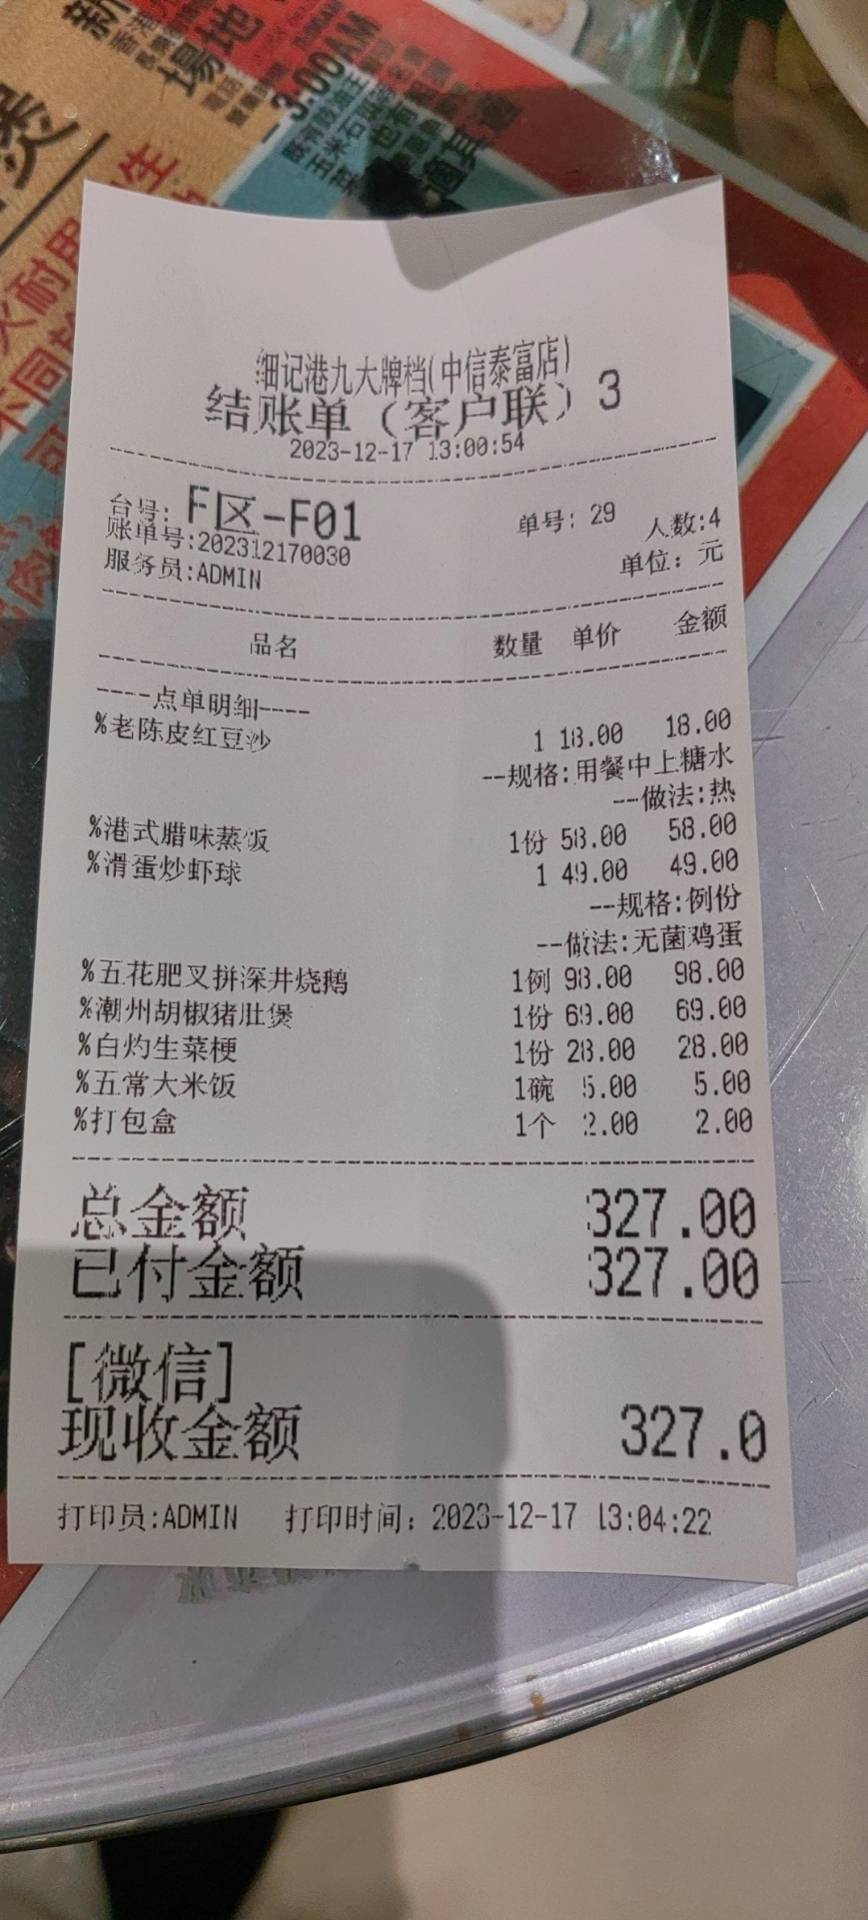 3:00AM
细记港九大牌档(中信泰富店)
结账单（客户联）3
2023-12-17 13:00:54
台号: F区-F01 单号: 29 人数:4
账单号:202312170030 单位: 元
服务员:ADMIN
品名 数量 单价 金额
----点单明细----
%老陈皮红豆沙 1 18.00 18.00
--规格:用餐中上糖水
--做法:热
%港式腊味蒸饭 1份 58.00 58.00
%滑蛋炒虾球 1 49.00 49.00
--规格:例份
--做法:无菌鸡蛋
%五花肥叉拼深井烧鹅 1例 98.00 98.00
%潮州胡椒猪肚煲 1份 69.00 69.00
%白灼生菜梗 1份 28.00 28.00
%五常大米饭 1碗 5.00 5.00
%打包盒 1个 2.00 2.00
总金额 327.00
已付金额 327.00
[微信]
现收金额 327.0
打印员:ADMIN 打印时间: 2023-12-17 13:04:22